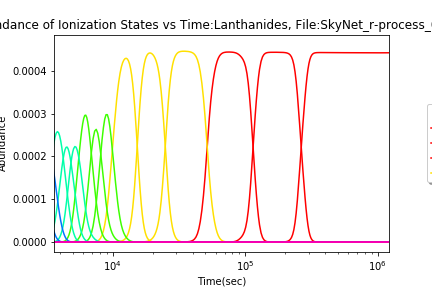 ndance of Ionization States vs Time:Lanthanides, File:SkyNet_r-process_
Abundance
0.0004
0.0003
0.0002
0.0001
0.0000
10^4
10^5
10^6
Time(sec)